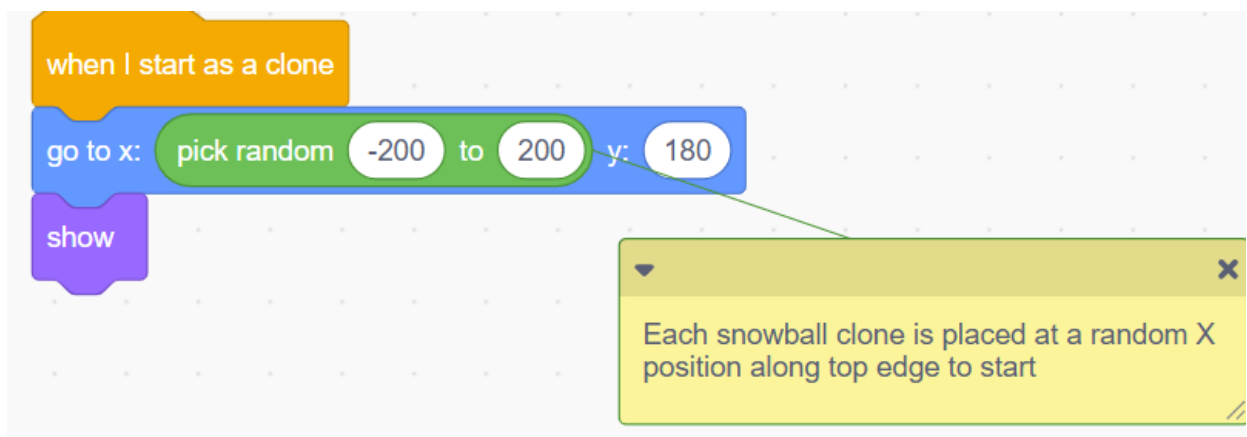 when I start as a clone
go to x: pick random -200 to 200 y: 180
show
Each snowball clone is placed at a random X
position along top edge to start